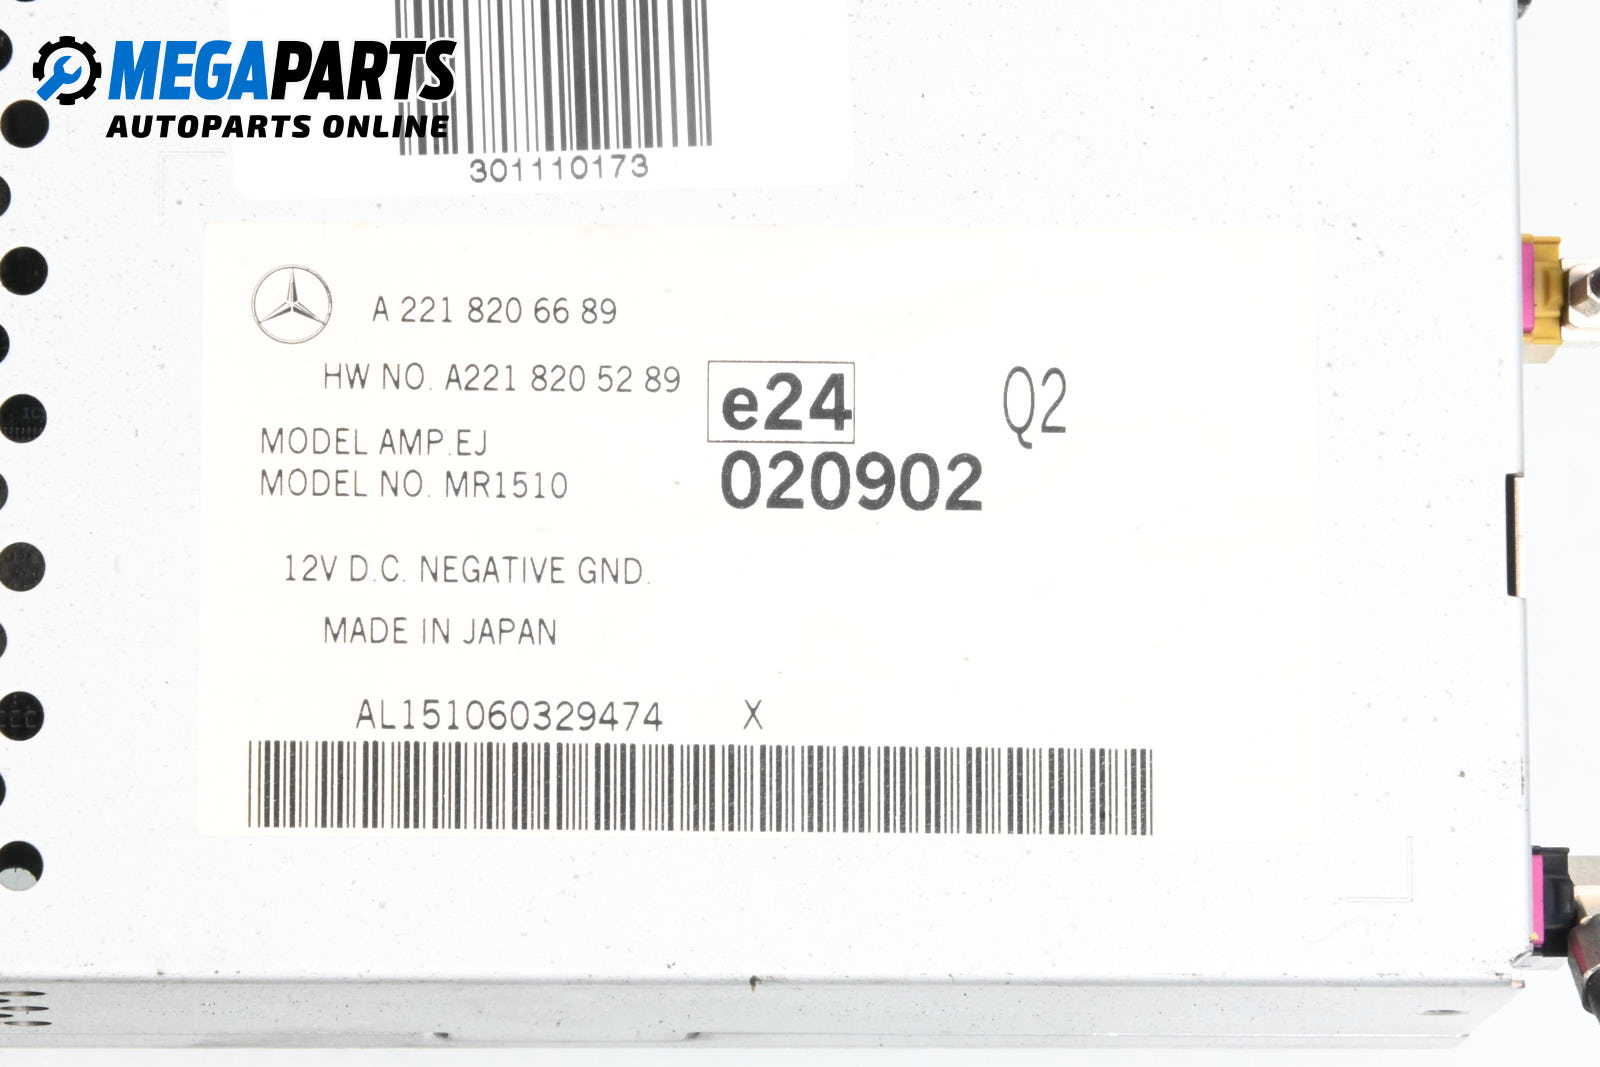 MEGAPARTS
AUTOPARTS ONLINE
301110173
A 221 820 66 89
HW NO. A221 820 52 89
e24
Q2
MODEL AMP.EJ
020902
MODEL NO. MR1510
12V D.C. NEGATIVE GND.
MADE IN JAPAN
AL151060329474 X